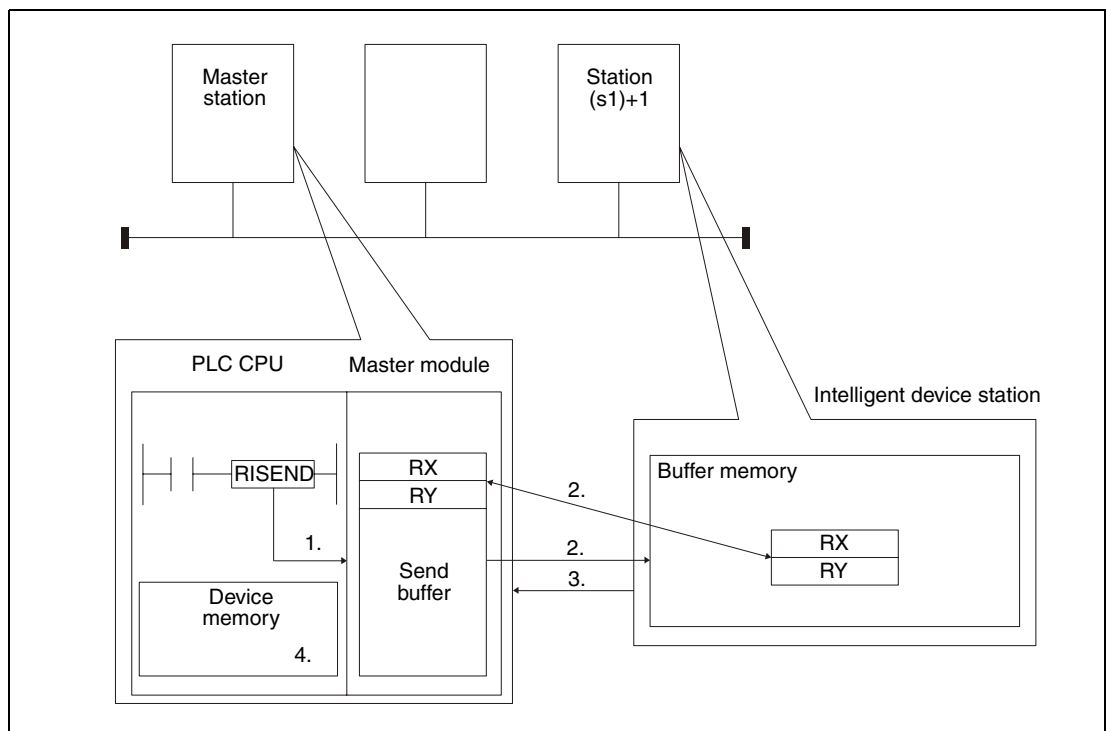 Master
station
Station
(s1)+1
PLC CPU
Master module
Intelligent device station
RISEND
RX
RY
Buffer memory
2.
RX
RY
1.
2.
Send
buffer
3.
Device
memory
4.